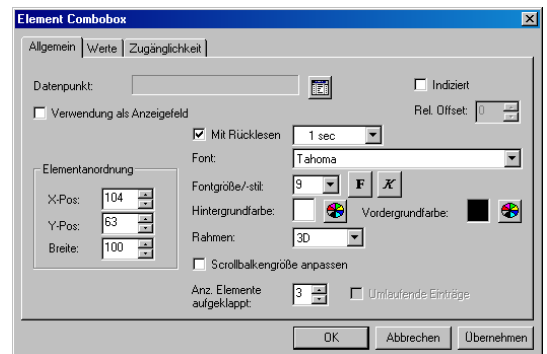 Element Combobox
Allgemein Werte Zugänglichkeit
Datenpunkt: Indiziert
Verwendung als Anzeigefeld Rel. Offset: 0
Mit Rücklesen 1 sec
Elementanordnung Font: Tahoma
X-Pos: 104 Fontgröße/-stil: 9 F K
Y-Pos: 63 Hintergrundfarbe: Vordergrundfarbe:
Breite: 100 Rahmen: 3D
Scrollbalkengröße anpassen
Anz. Elemente
aufgeklappt: 3 Umlaufende Einträge
OK Abbrechen Übernehmen